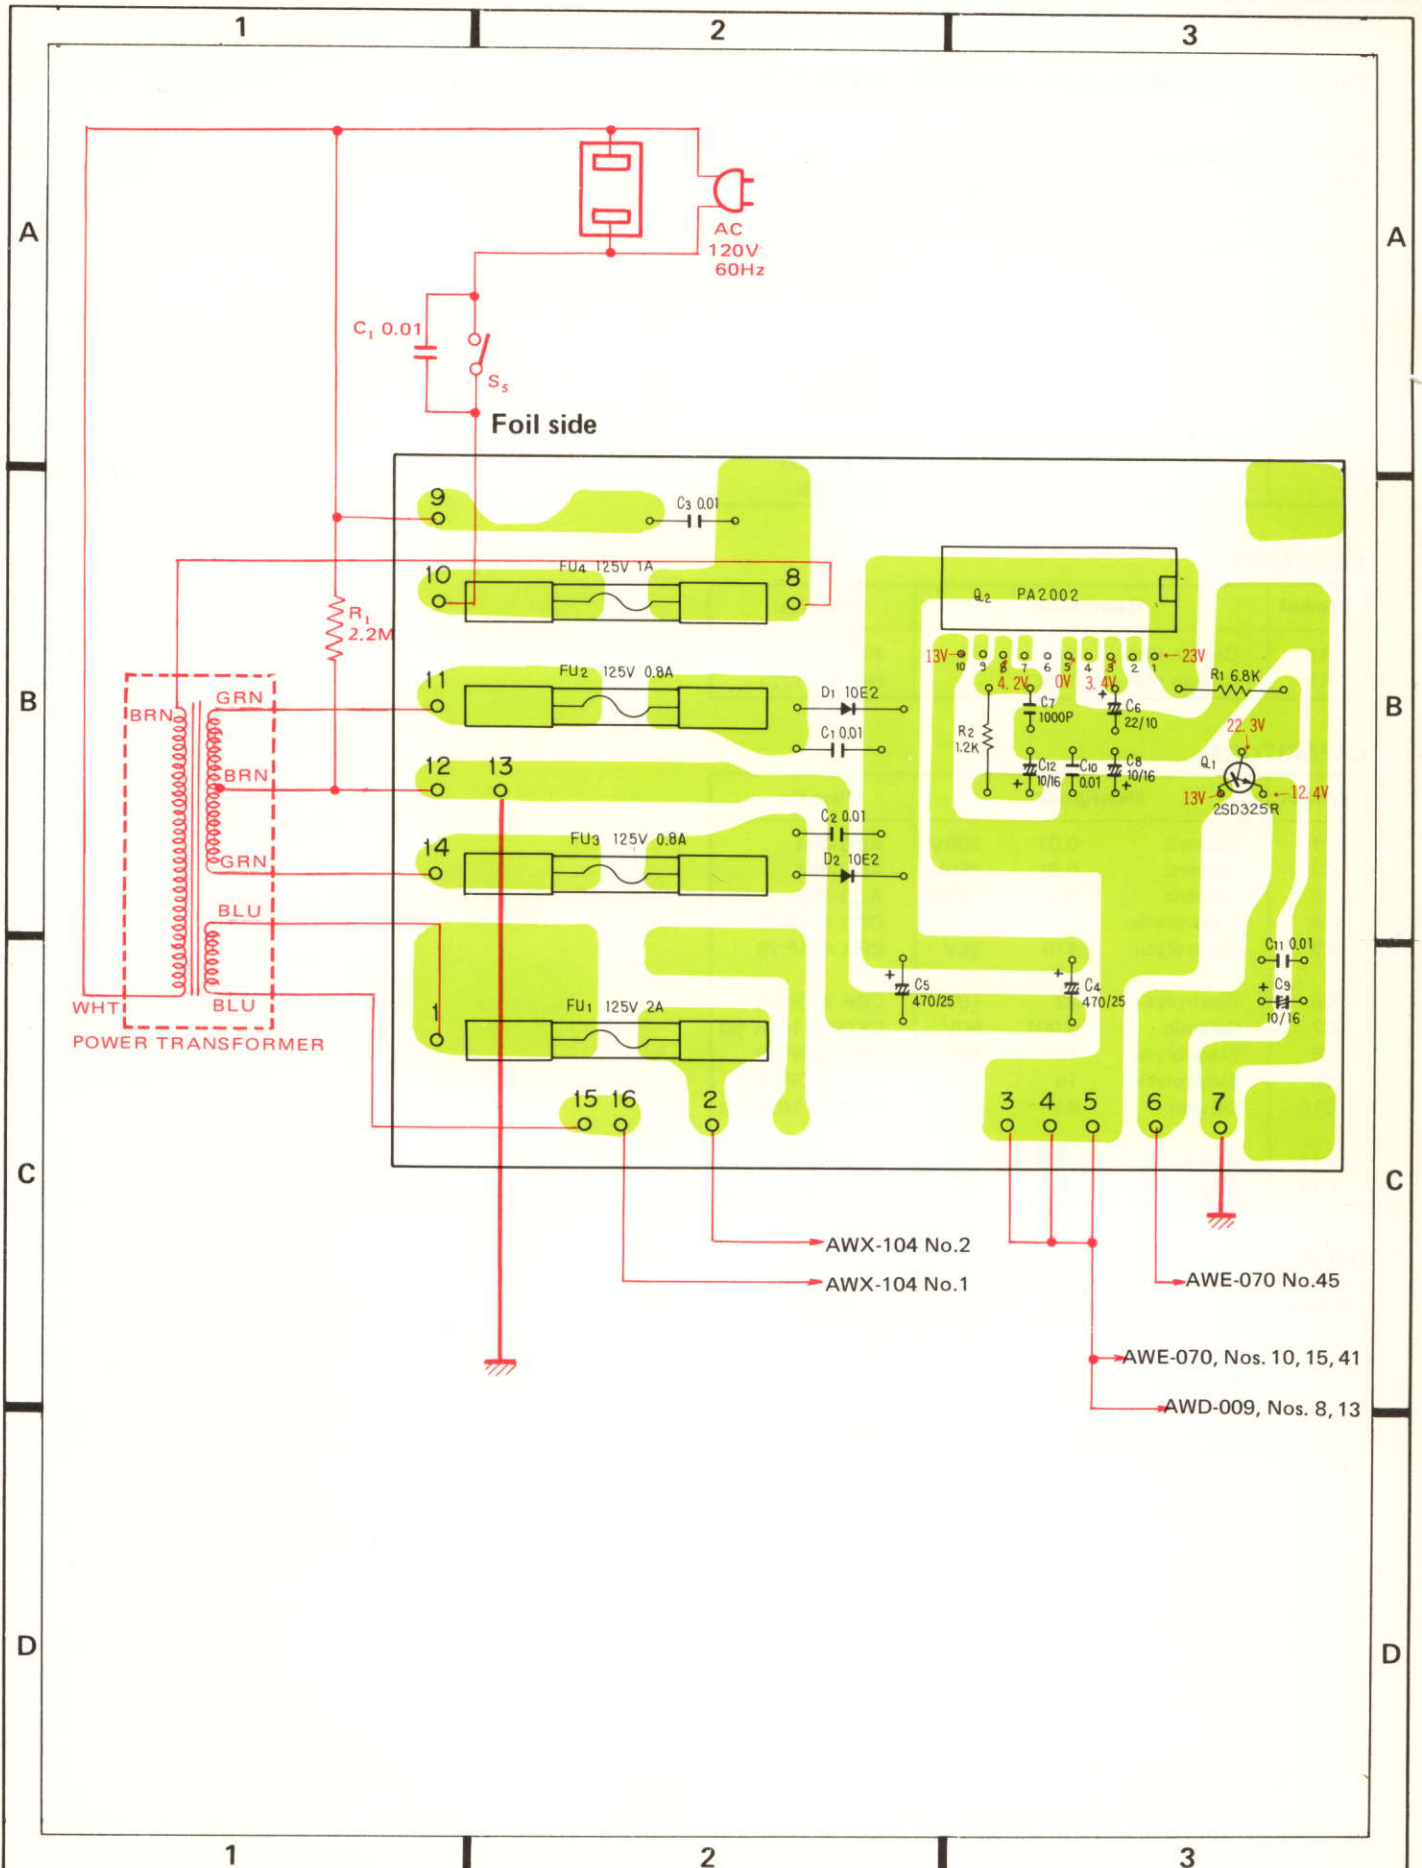 1 2 3
A A
AC
120V
60Hz
C₁ 0.01
S₅
Foil side
9
C3 0.01
10
FU4 125V 1A
8
Q2 PA2002
R₁
2.2M
13V
10 9 8 7 6 5 4 3 2 1
23V
4.2V 0V 3.4V
11
FU2 125V 0.8A
D1 10E2
R1 6.8K
B B
BRN
GRN
C7
1000P
C6
22/10
R2
1.2K
22.3V
C1 0.01
BRN
12 13
C12
10/16
C10
0.01
C8
10/16
Q1
13V
12.4V
2SD325R
C2 0.01
14
FU3 125V 0.8A
GRN
D2 10E2
BLU
C11 0.01
C5
470/25
C4
470/25
C9
10/16
WHT
BLU
1
FU1 125V 2A
POWER TRANSFORMER
15 16 2 3 4 5 6 7
C C
AWX-104 No.2
AWX-104 No.1
AWE-070 No.45
AWE-070, Nos. 10, 15, 41
AWD-009, Nos. 8, 13
D D
1 2 3